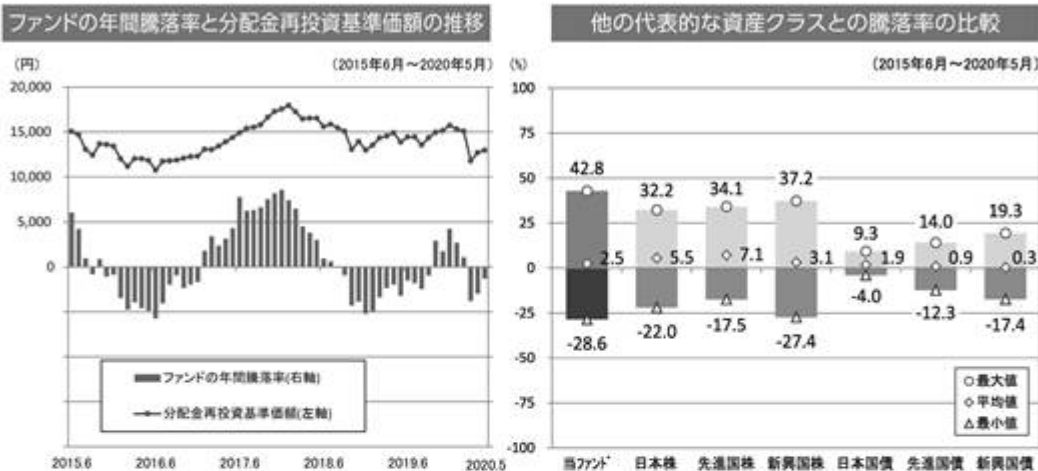 ファンドの年間騰落率と分配金再投資基準価額の推移
(円)
(2015年6月～2020年5月)
20,000
15,000
10,000
5,000
0
ファンドの年間騰落率(右軸)
分配金再投資基準価額(左軸)
2015.6 2016.6 2017.6 2018.6 2019.6 2020.5
他の代表的な資産クラスとの騰落率の比較
(%)
(2015年6月～2020年5月)
100
50
25
0
-25
-50
-75
-100
42.8 32.2 34.1 37.2 9.3 14.0 19.3
2.5 5.5 7.1 3.1 1.9 0.9 0.3
-28.6 -22.0 -17.5 -27.4 -4.0 -12.3 -17.4
最大値
平均値
最小値
当ファンド 日本株 先進国株 新興国株 日本国債 先進国債 新興国債